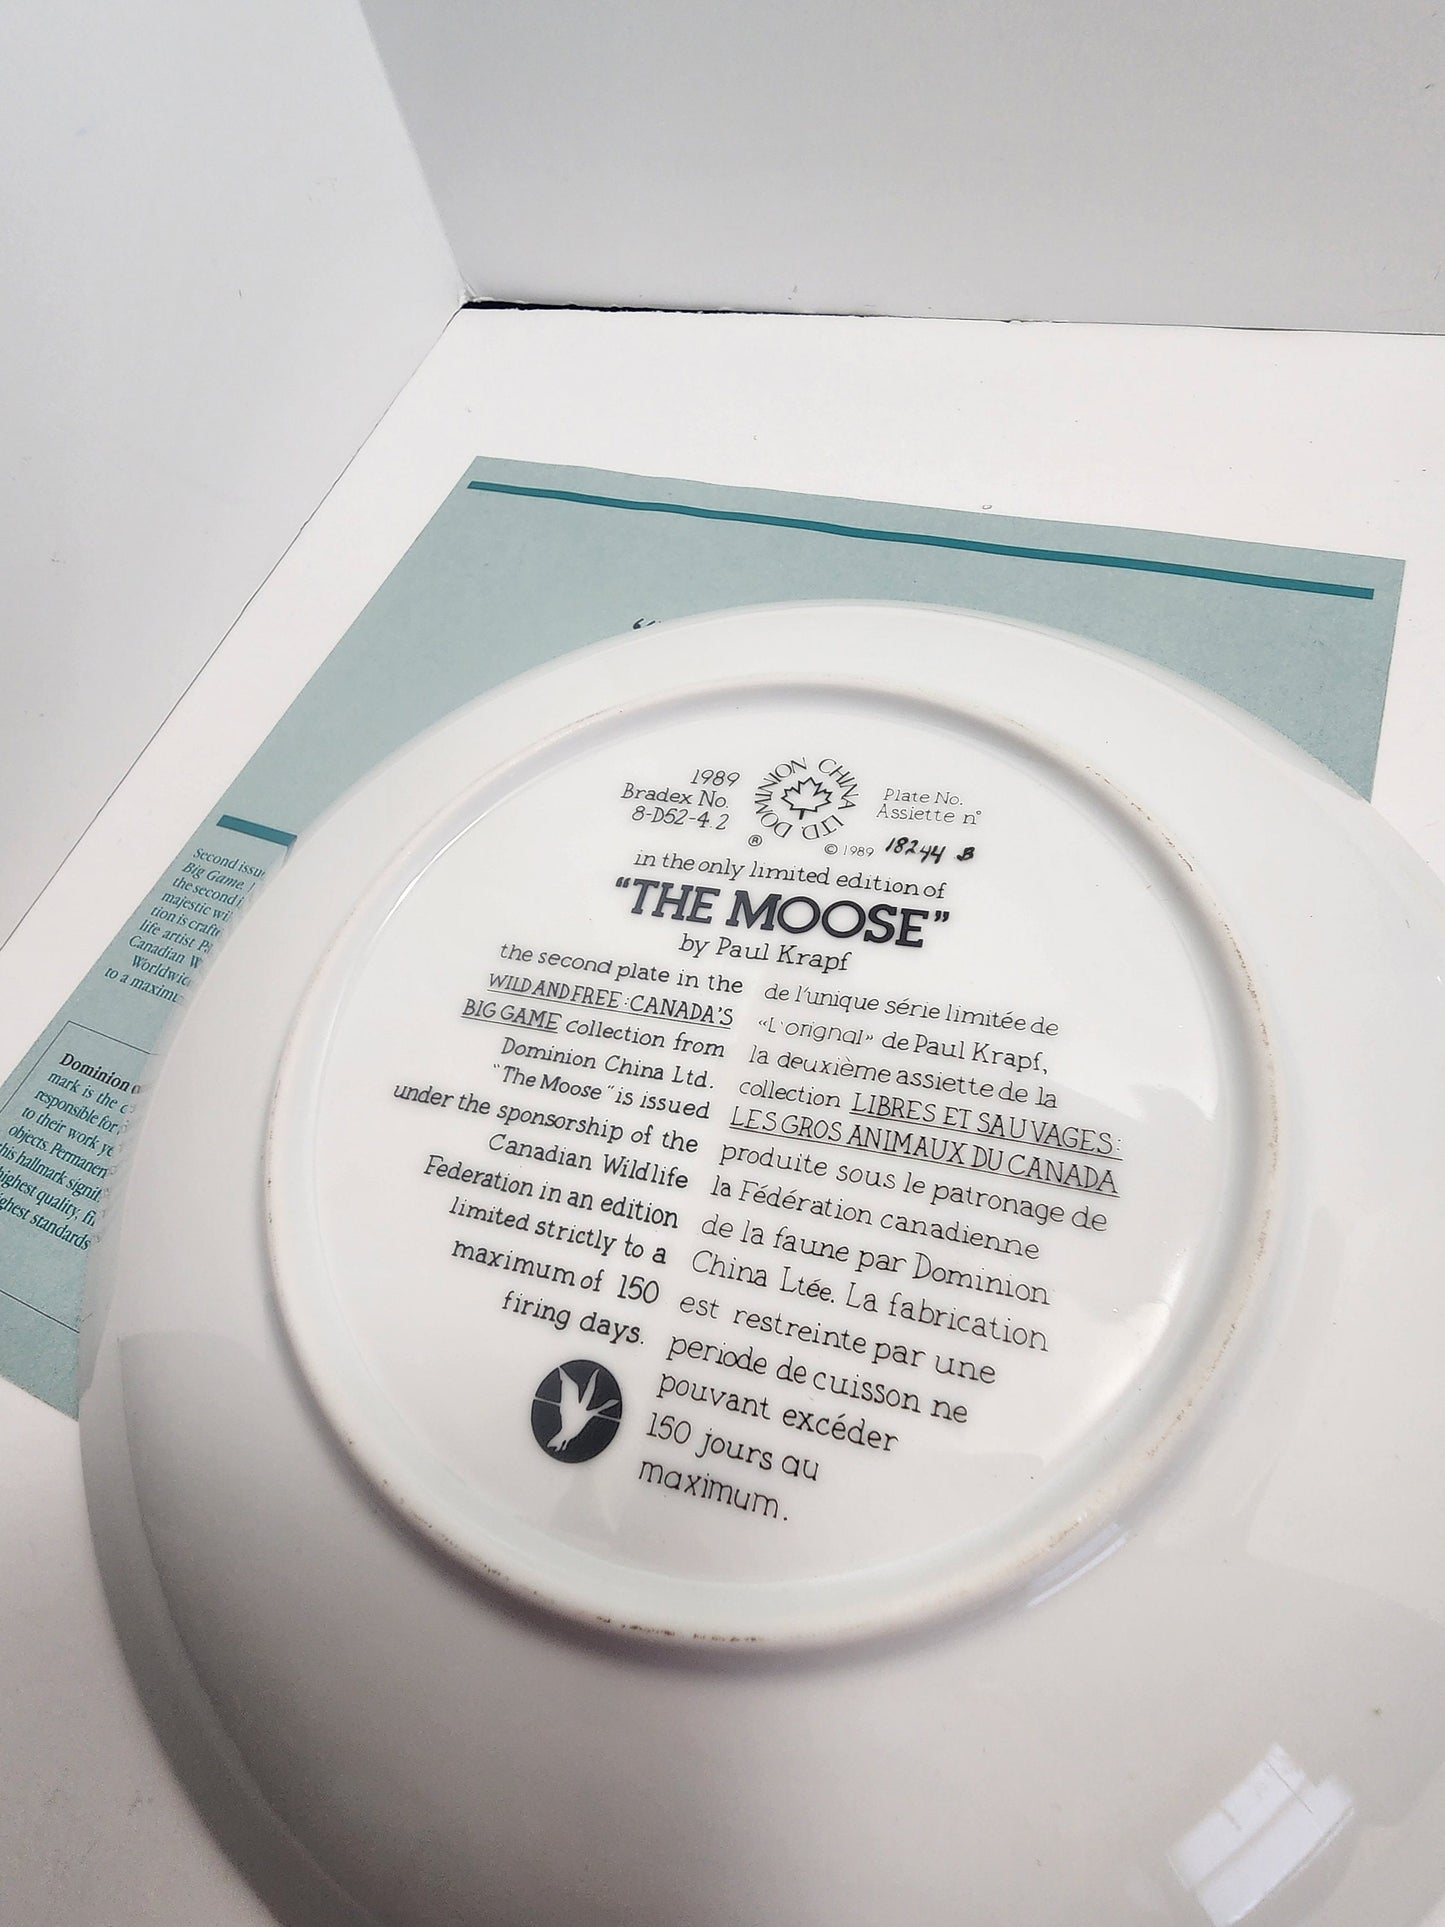 1989
Bradex No.
8-D52-4.2
DOMINION CHINA LTD
®
© 1989
Plate No.
Assiette n°
18244 B
in the only limited edition of
"THE MOOSE"
by Paul Krapf
the second plate in the
WILD AND FREE: CANADA'S
BIG GAME collection from
Dominion China Ltd.
"The Moose" is issued
under the sponsorship of the
Canadian Wildlife
Federation in an edition
limited strictly to a
maximum of 150
firing days.
de l'unique série limitée de
«L'orignal» de Paul Krapf,
la deuxième assiette de la
collection LIBRES ET SAUVAGES:
LES GROS ANIMAUX DU CANADA
produite sous le patronage de
la Fédération canadienne
de la faune par Dominion
China Ltée. La fabrication
est restreinte par une
periode de cuisson ne
pouvant excéder
150 jours au
maximum.
Second issu
Big Game.
the second i
majestic wi
tion is craft
life artist
Canadian W
Worldwid
to a maximu
Dominion
mark is the
responsible for
to their work ye
objects. Permanen
this hallmark signif
highest quality, fi
highest standards